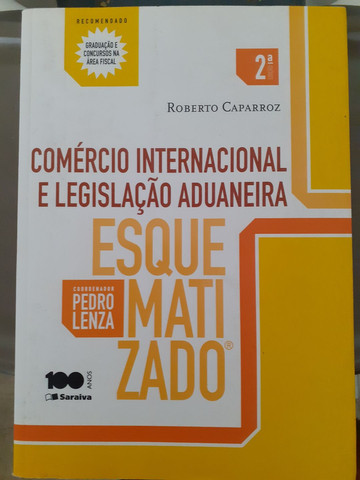 RECOMENDADO
GRADUAÇÃO E
CONCURSOS NA
ÁREA FISCAL
2ª
ROBERTO CAPARROZ
COMÉRCIO INTERNACIONAL
E LEGISLAÇÃO ADUANEIRA
ESQUE
MATI
ZADO®
COORDENADOR
PEDRO
LENZA
100
ANOS
Saraiva